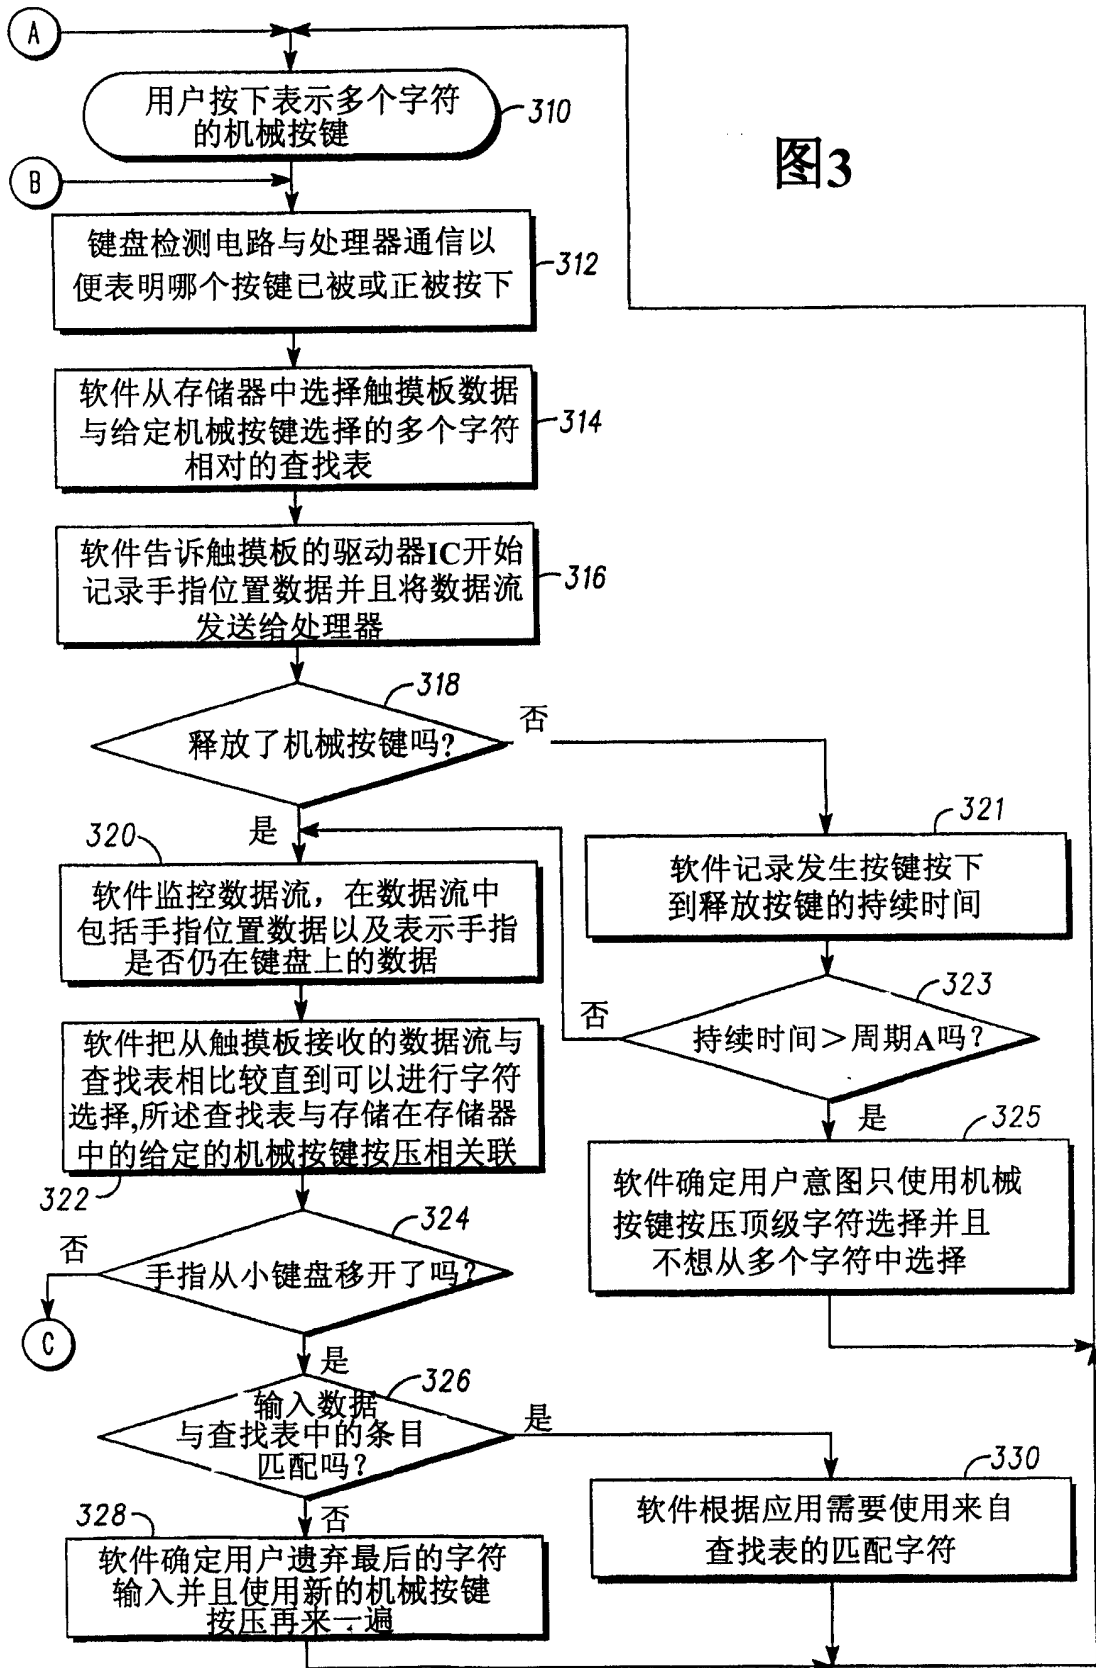 A
用户按下表示多个字符
的机械按键
310
图3
B
键盘检测电路与处理器通信以
便表明哪个按键已被或正被按下
312
软件从存储器中选择触摸板数据
与给定机械按键选择的多个字符
相对的查找表
314
软件告诉触摸板的驱动器IC开始
记录手指位置数据并且将数据流
发送给处理器
316
318
释放了机械按键吗?
否
是
320
软件监控数据流，在数据流中
包括手指位置数据以及表示手指
是否仍在键盘上的数据
321
软件记录发生按键按下
到释放按键的持续时间
323
持续时间＞周期A吗?
否
是
软件把从触摸板接收的数据流与
查找表相比较直到可以进行字符
选择,所述查找表与存储在存储器
中的给定的机械按键按压相关联
322
325
软件确定用户意图只使用机械
按键按压顶级字符选择并且
不想从多个字符中选择
324
手指从小键盘移开了吗?
否
C
是
326
输入数据
与查找表中的条目
匹配吗?
是
否
330
软件根据应用需要使用来自
查找表的匹配字符
328
软件确定用户遗弃最后的字符
输入并且使用新的机械按键
按压再来一遍